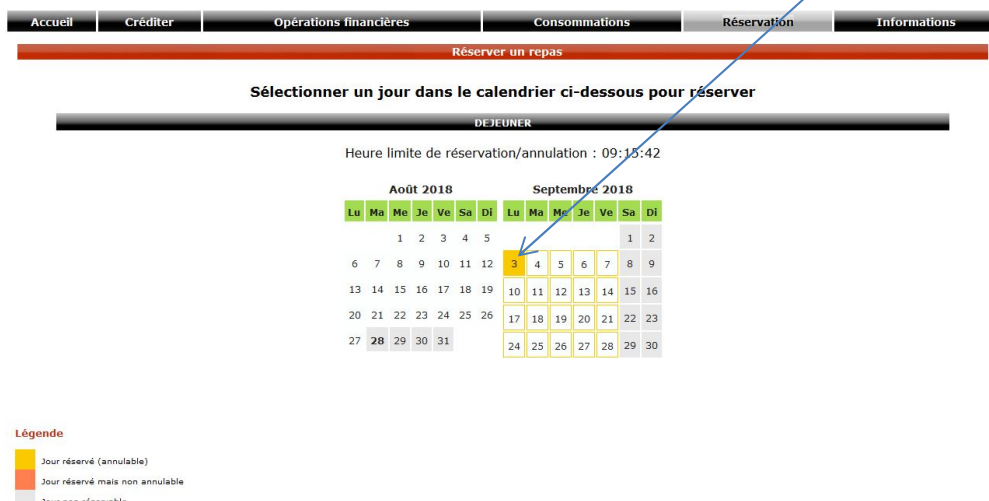 Accueil Créditer Opérations financières Consommations Réservation Informations
Réserver un repas
Sélectionner un jour dans le calendrier ci-dessous pour réserver
DEJEUNER
Heure limite de réservation/annulation : 09:15:42
Août 2018 Septembre 2018
Lu Ma Me Je Ve Sa Di Lu Ma Me Je Ve Sa Di
1 2 3 4 5 1 2
6 7 8 9 10 11 12 3 4 5 6 7 8 9
13 14 15 16 17 18 19 10 11 12 13 14 15 16
20 21 22 23 24 25 26 17 18 19 20 21 22 23
27 28 29 30 31 24 25 26 27 28 29 30
Légende
Jour réservé (annulable)
Jour réservé mais non annulable
Jour non réservable